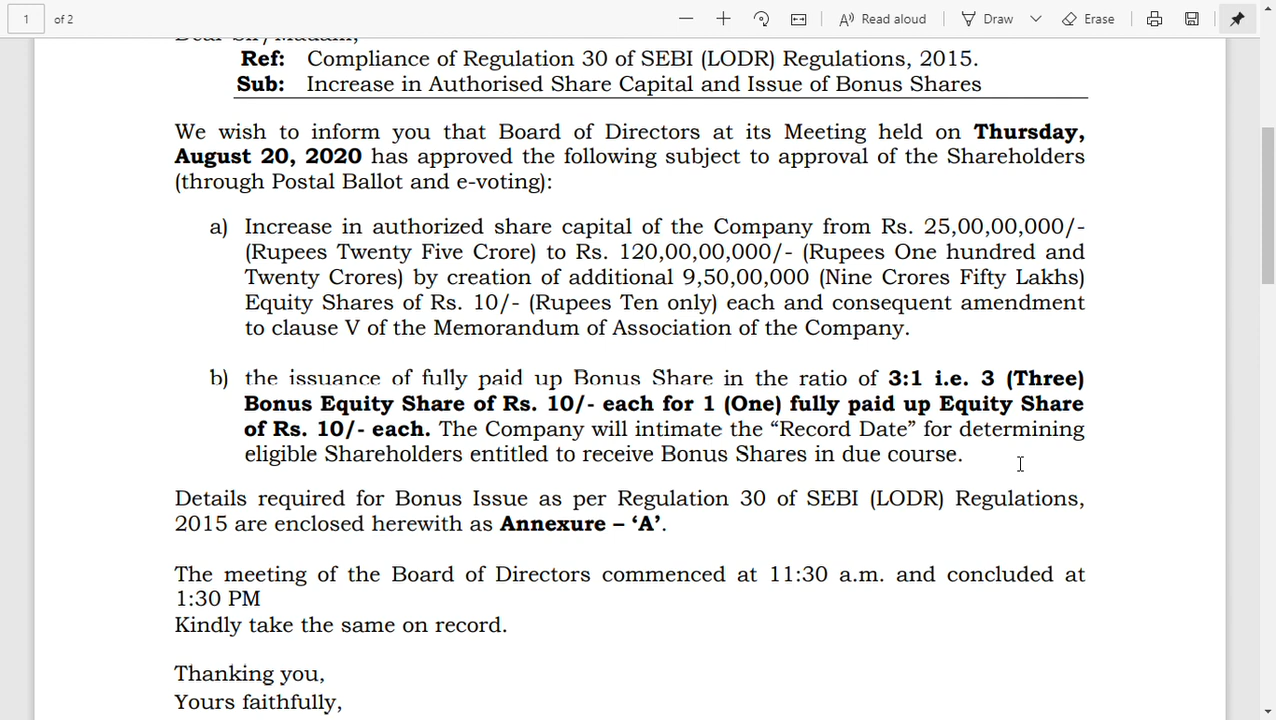 1 of 2 Read aloud Draw Erase
Dear Sir/Madam,
Ref: Compliance of Regulation 30 of SEBI (LODR) Regulations, 2015.
Sub: Increase in Authorised Share Capital and Issue of Bonus Shares
We wish to inform you that Board of Directors at its Meeting held on Thursday,
August 20, 2020 has approved the following subject to approval of the Shareholders
(through Postal Ballot and e-voting):
a) Increase in authorized share capital of the Company from Rs. 25,00,00,000/-
(Rupees Twenty Five Crore) to Rs. 120,00,00,000/- (Rupees One hundred and
Twenty Crores) by creation of additional 9,50,00,000 (Nine Crores Fifty Lakhs)
Equity Shares of Rs. 10/- (Rupees Ten only) each and consequent amendment
to clause V of the Memorandum of Association of the Company.
b) the issuance of fully paid up Bonus Share in the ratio of 3:1 i.e. 3 (Three)
Bonus Equity Share of Rs. 10/- each for 1 (One) fully paid up Equity Share
of Rs. 10/- each. The Company will intimate the “Record Date” for determining
eligible Shareholders entitled to receive Bonus Shares in due course.
Details required for Bonus Issue as per Regulation 30 of SEBI (LODR) Regulations,
2015 are enclosed herewith as Annexure – ‘A’.
The meeting of the Board of Directors commenced at 11:30 a.m. and concluded at
1:30 PM
Kindly take the same on record.
Thanking you,
Yours faithfully,